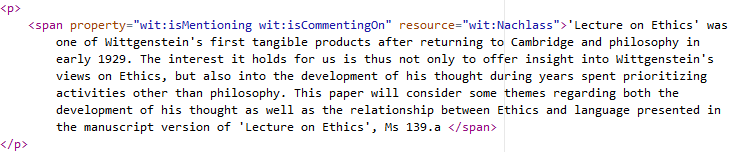 <p>
<span property="wit:isMentioning wit:isCommentingOn" resource="wit:Nachlass">'Lecture on Ethics' was
one of Wittgenstein's first tangible products after returning to Cambridge and philosophy in
early 1929. The interest it holds for us is thus not only to offer insight into Wittgenstein's
views on Ethics, but also into the development of his thought during years spent prioritizing
activities other than philosophy. This paper will consider some themes regarding both the
development of his thought as well as the relationship between Ethics and language presented in
the manuscript version of 'Lecture on Ethics', Ms 139.a </span>
</p>